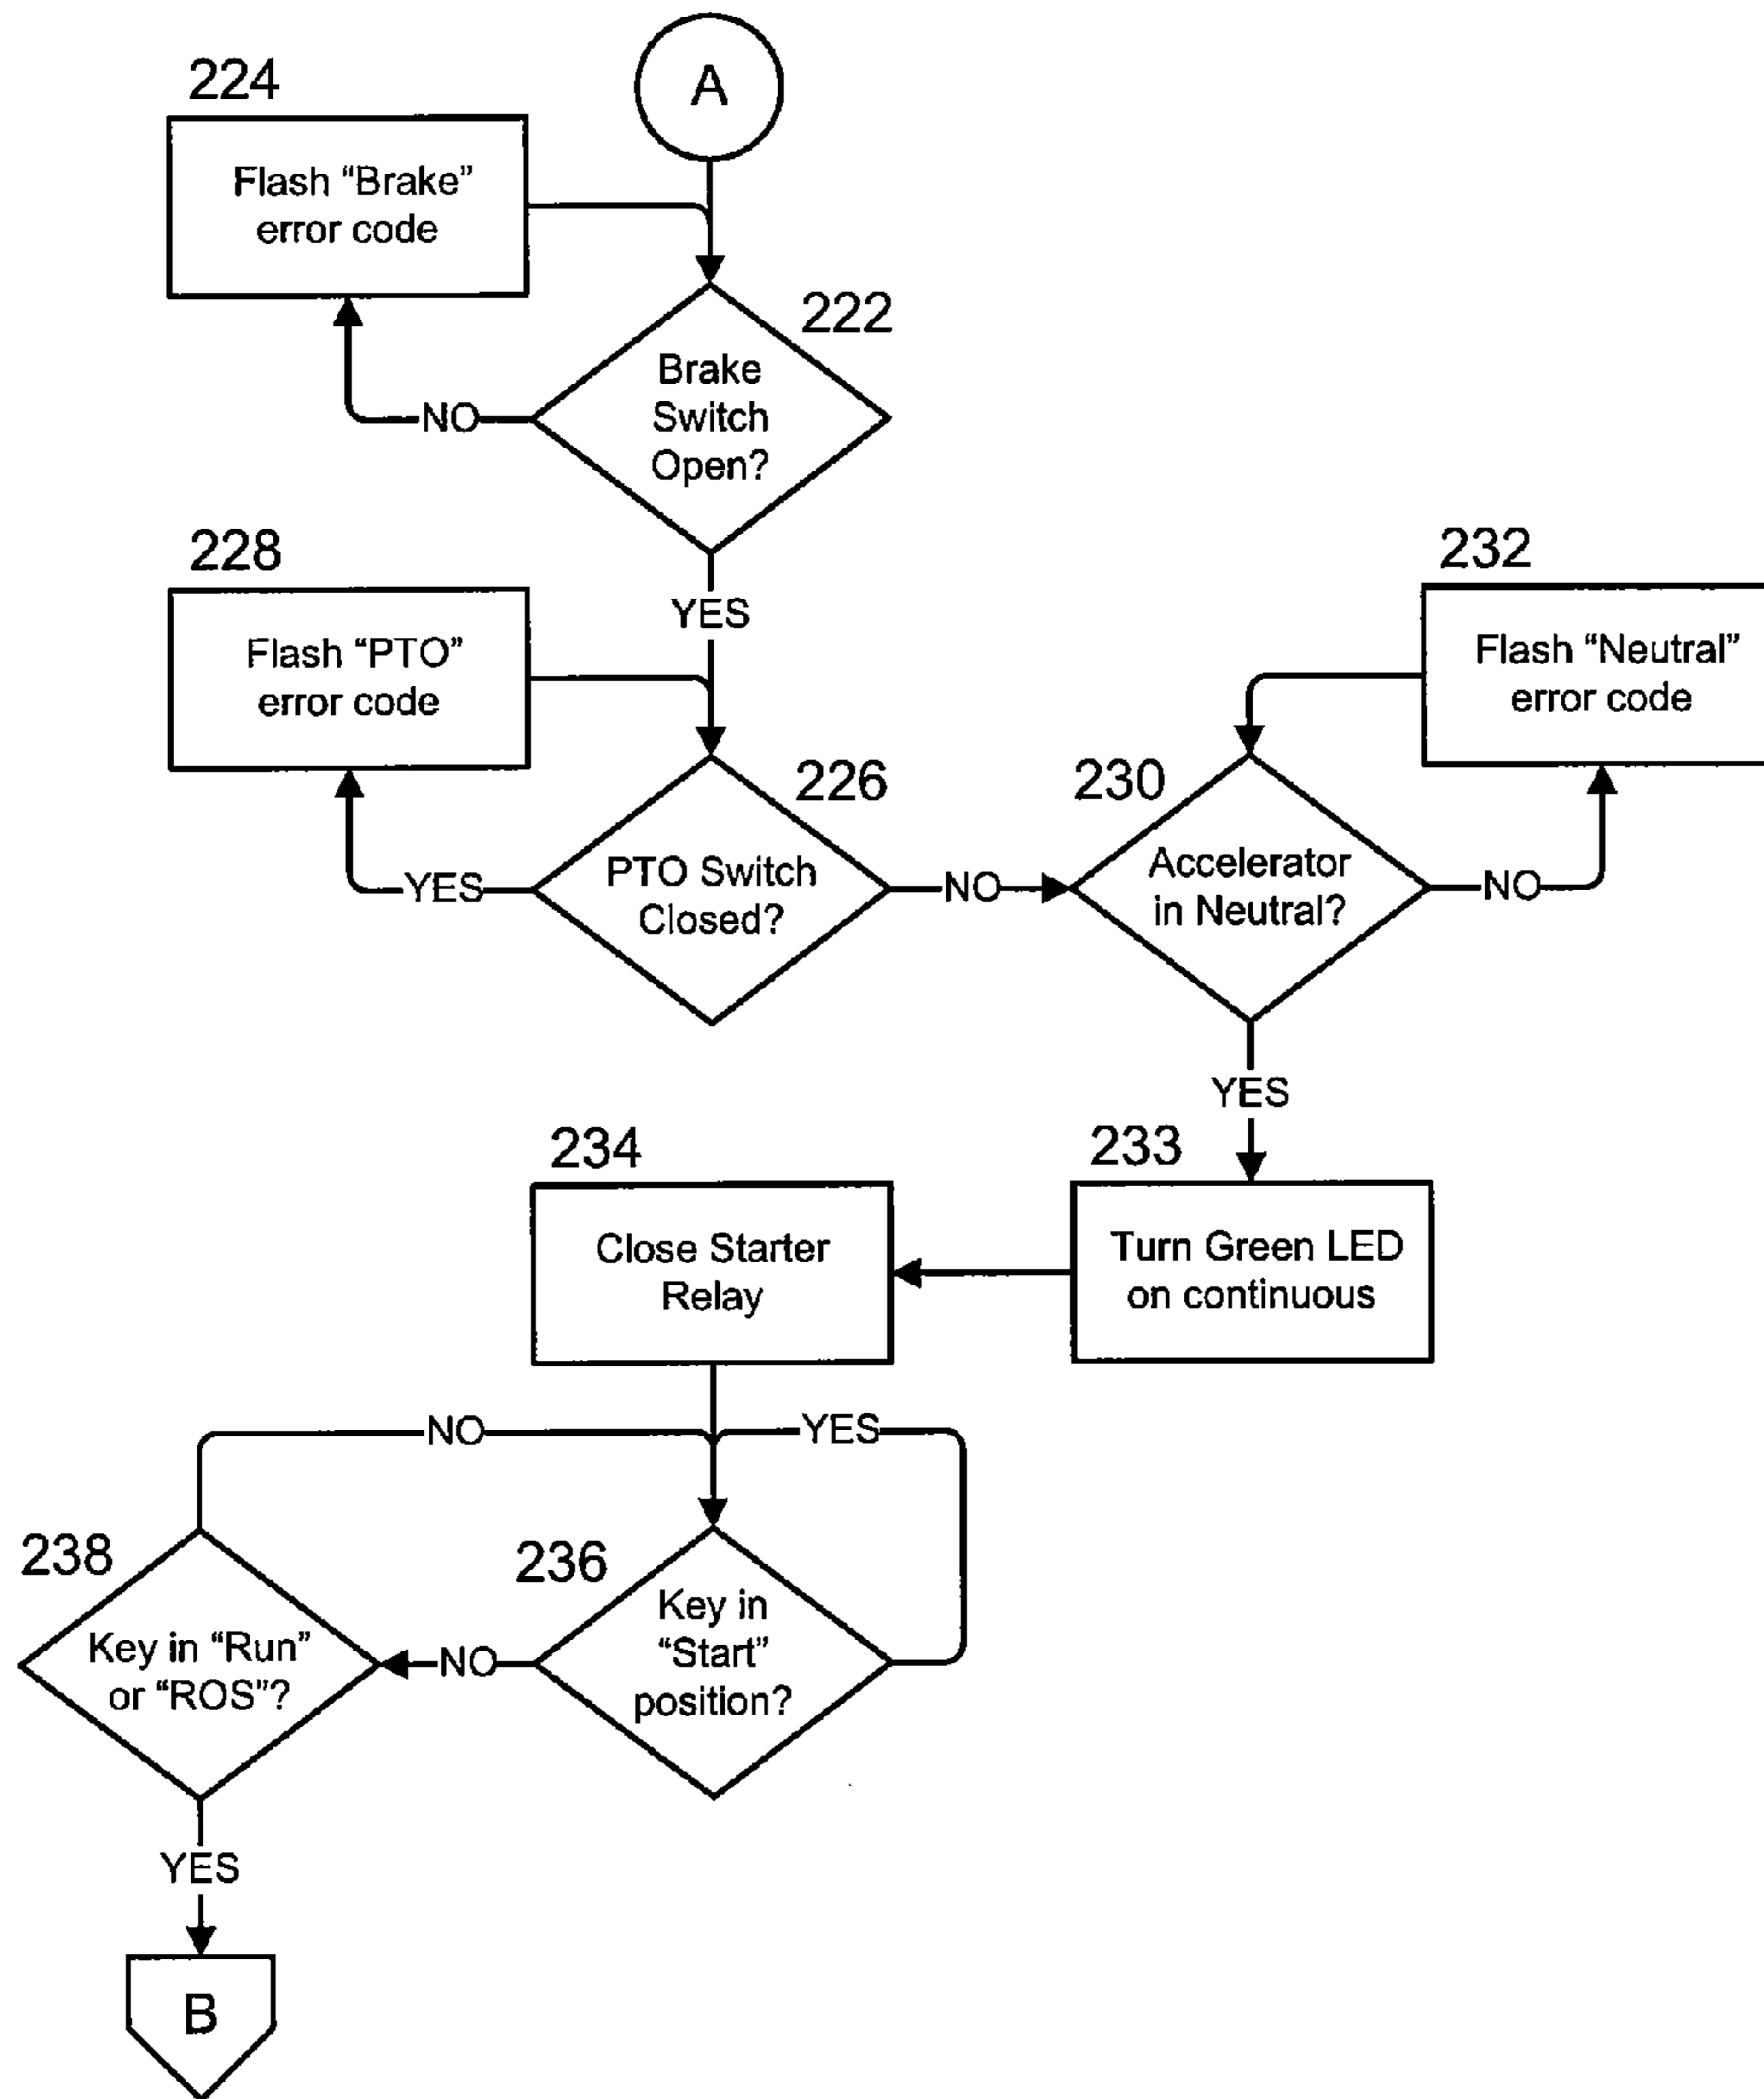 A
224
Flash “Brake”
error code
222
Brake
Switch
Open?
NO
YES
228
Flash “PTO”
error code
226
PTO Switch
Closed?
YES
NO
232
Flash “Neutral”
error code
230
Accelerator
in Neutral?
NO
YES
233
Turn Green LED
on continuous
234
Close Starter
Relay
NO
YES
236
Key in
“Start”
position?
NO
238
Key in “Run”
or “ROS”?
YES
B